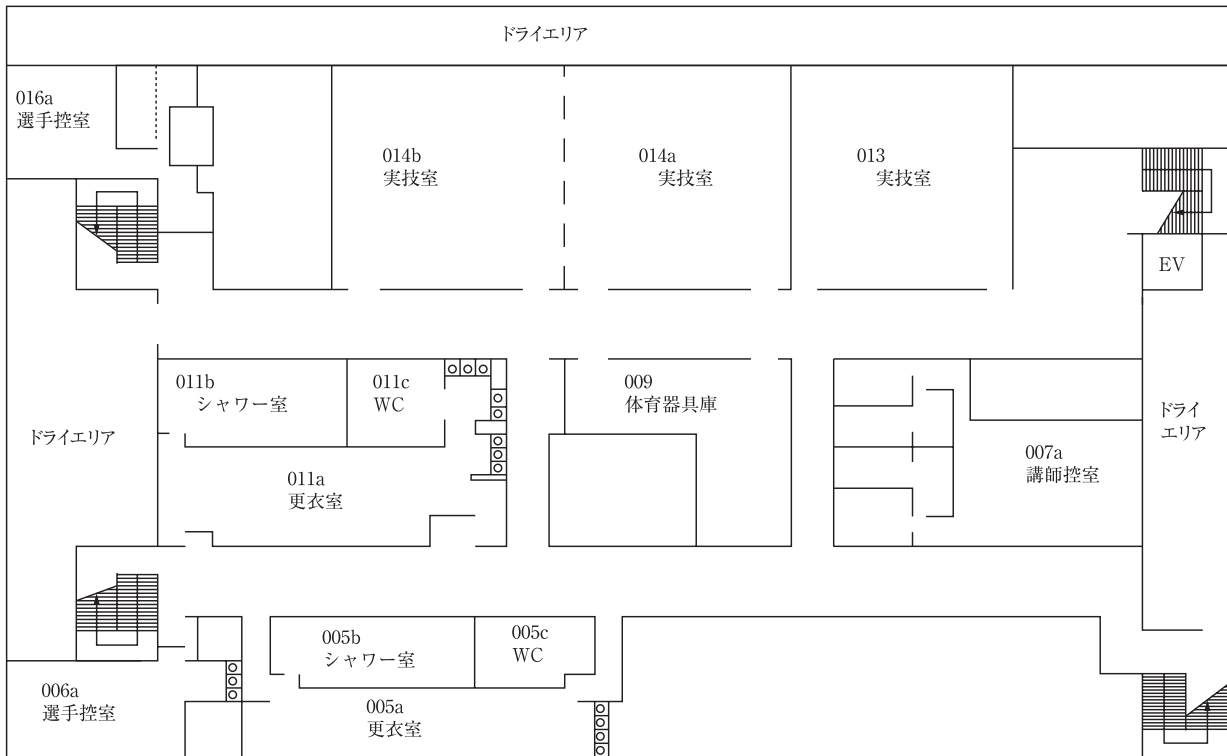 ドライエリア
016a
選手控室
014b
実技室
014a
実技室
013
実技室
EV
011b
シャワー室
011c
WC
009
体育器具庫
ドライエリア
ドライ
エリア
007a
講師控室
011a
更衣室
005b
シャワー室
005c
WC
006a
選手控室
005a
更衣室